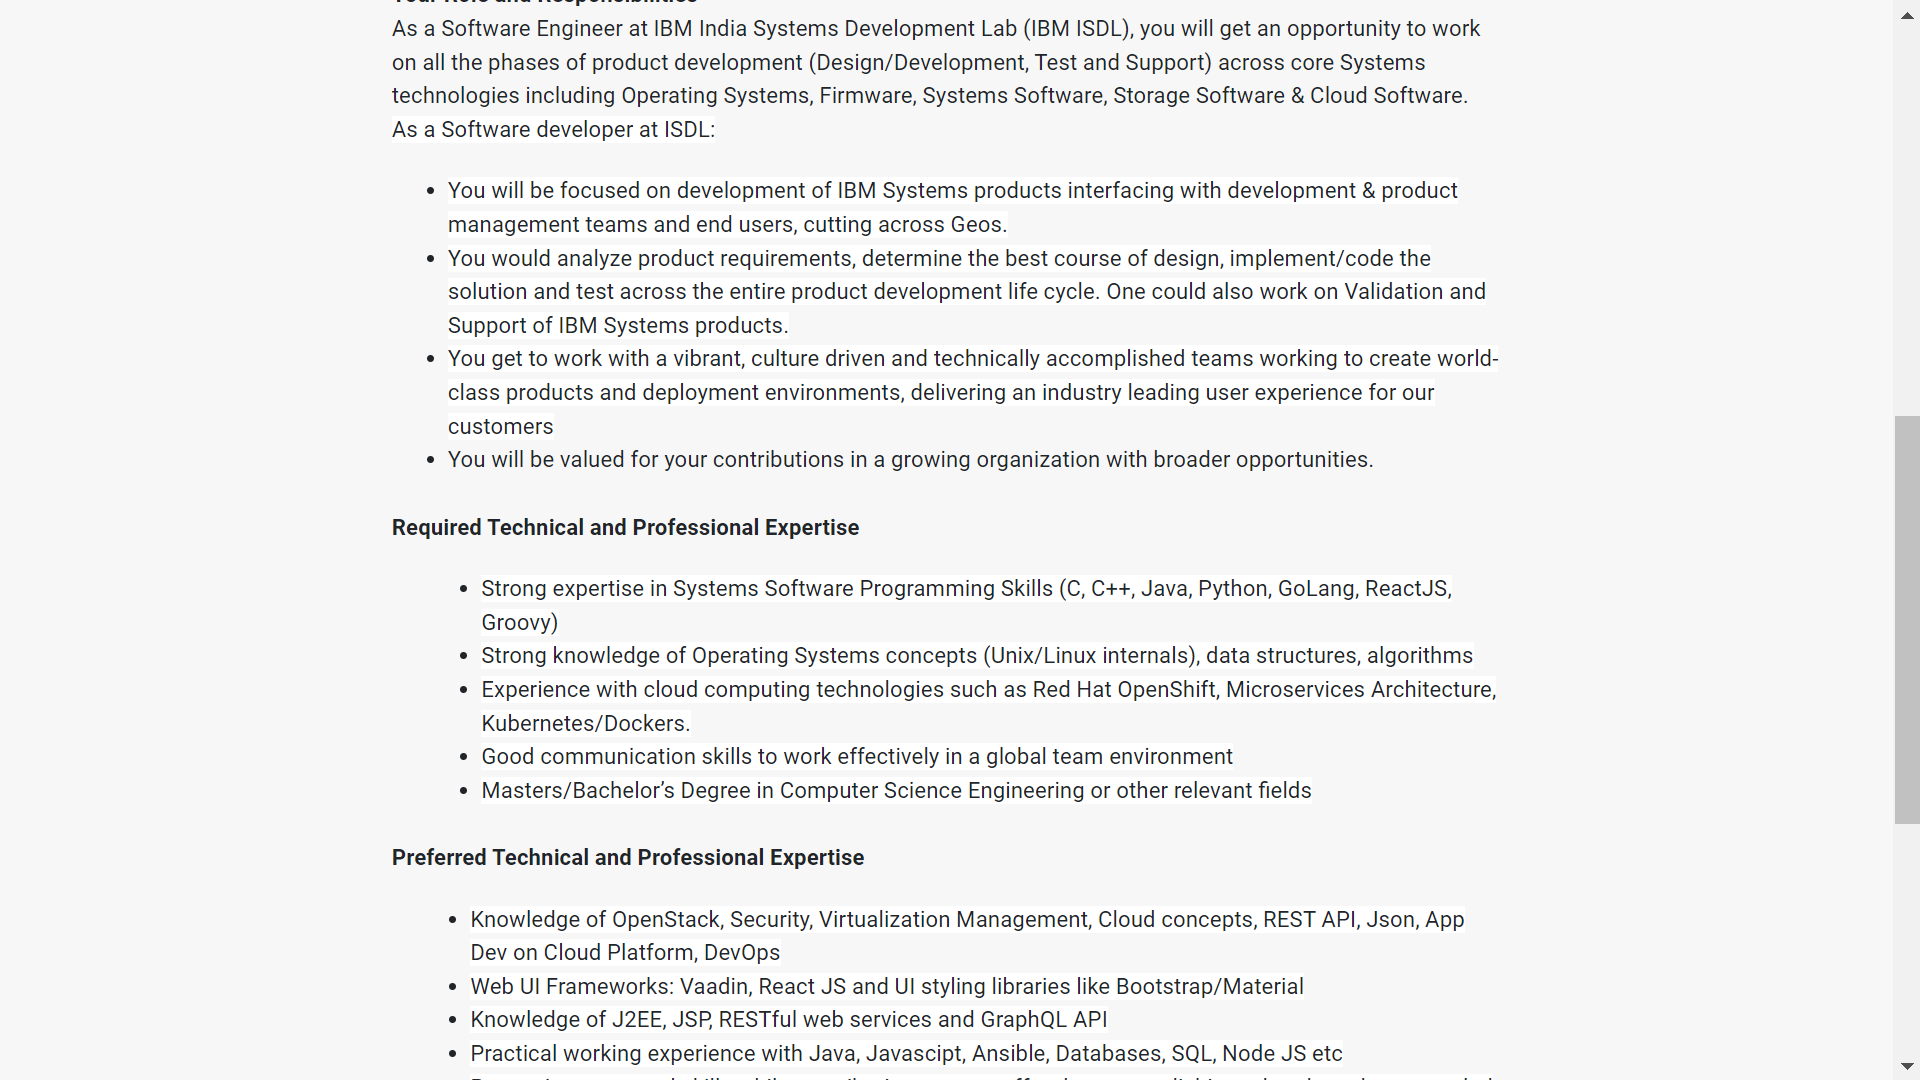 Your Role and Responsibilities
As a Software Engineer at IBM India Systems Development Lab (IBM ISDL), you will get an opportunity to work
on all the phases of product development (Design/Development, Test and Support) across core Systems
technologies including Operating Systems, Firmware, Systems Software, Storage Software & Cloud Software.
As a Software developer at ISDL:
• You will be focused on development of IBM Systems products interfacing with development & product
management teams and end users, cutting across Geos.
• You would analyze product requirements, determine the best course of design, implement/code the
solution and test across the entire product development life cycle. One could also work on Validation and
Support of IBM Systems products.
• You get to work with a vibrant, culture driven and technically accomplished teams working to create world-
class products and deployment environments, delivering an industry leading user experience for our
customers
• You will be valued for your contributions in a growing organization with broader opportunities.
Required Technical and Professional Expertise
• Strong expertise in Systems Software Programming Skills (C, C++, Java, Python, GoLang, ReactJS,
Groovy)
• Strong knowledge of Operating Systems concepts (Unix/Linux internals), data structures, algorithms
• Experience with cloud computing technologies such as Red Hat OpenShift, Microservices Architecture,
Kubernetes/Dockers.
• Good communication skills to work effectively in a global team environment
• Masters/Bachelor’s Degree in Computer Science Engineering or other relevant fields
Preferred Technical and Professional Expertise
• Knowledge of OpenStack, Security, Virtualization Management, Cloud concepts, REST API, Json, App
Dev on Cloud Platform, DevOps
• Web UI Frameworks: Vaadin, React JS and UI styling libraries like Bootstrap/Material
• Knowledge of J2EE, JSP, RESTful web services and GraphQL API
• Practical working experience with Java, Javascipt, Ansible, Databases, SQL, Node JS etc